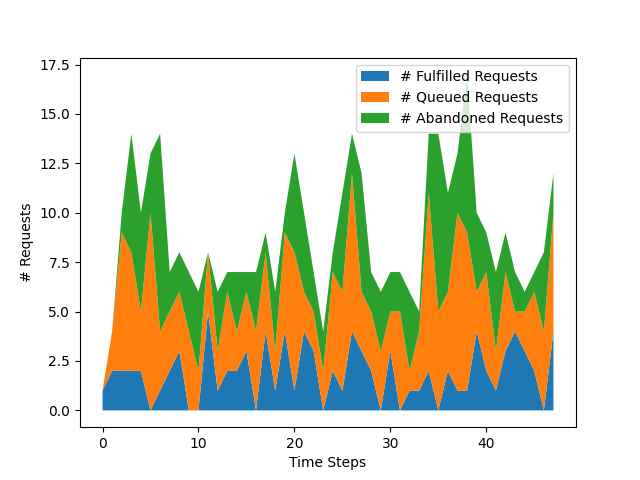 17.5
15.0
12.5
10.0
7.5
5.0
2.5
0.0
# Requests
# Fulfilled Requests
# Queued Requests
# Abandoned Requests
0 10 20 30 40
Time Steps